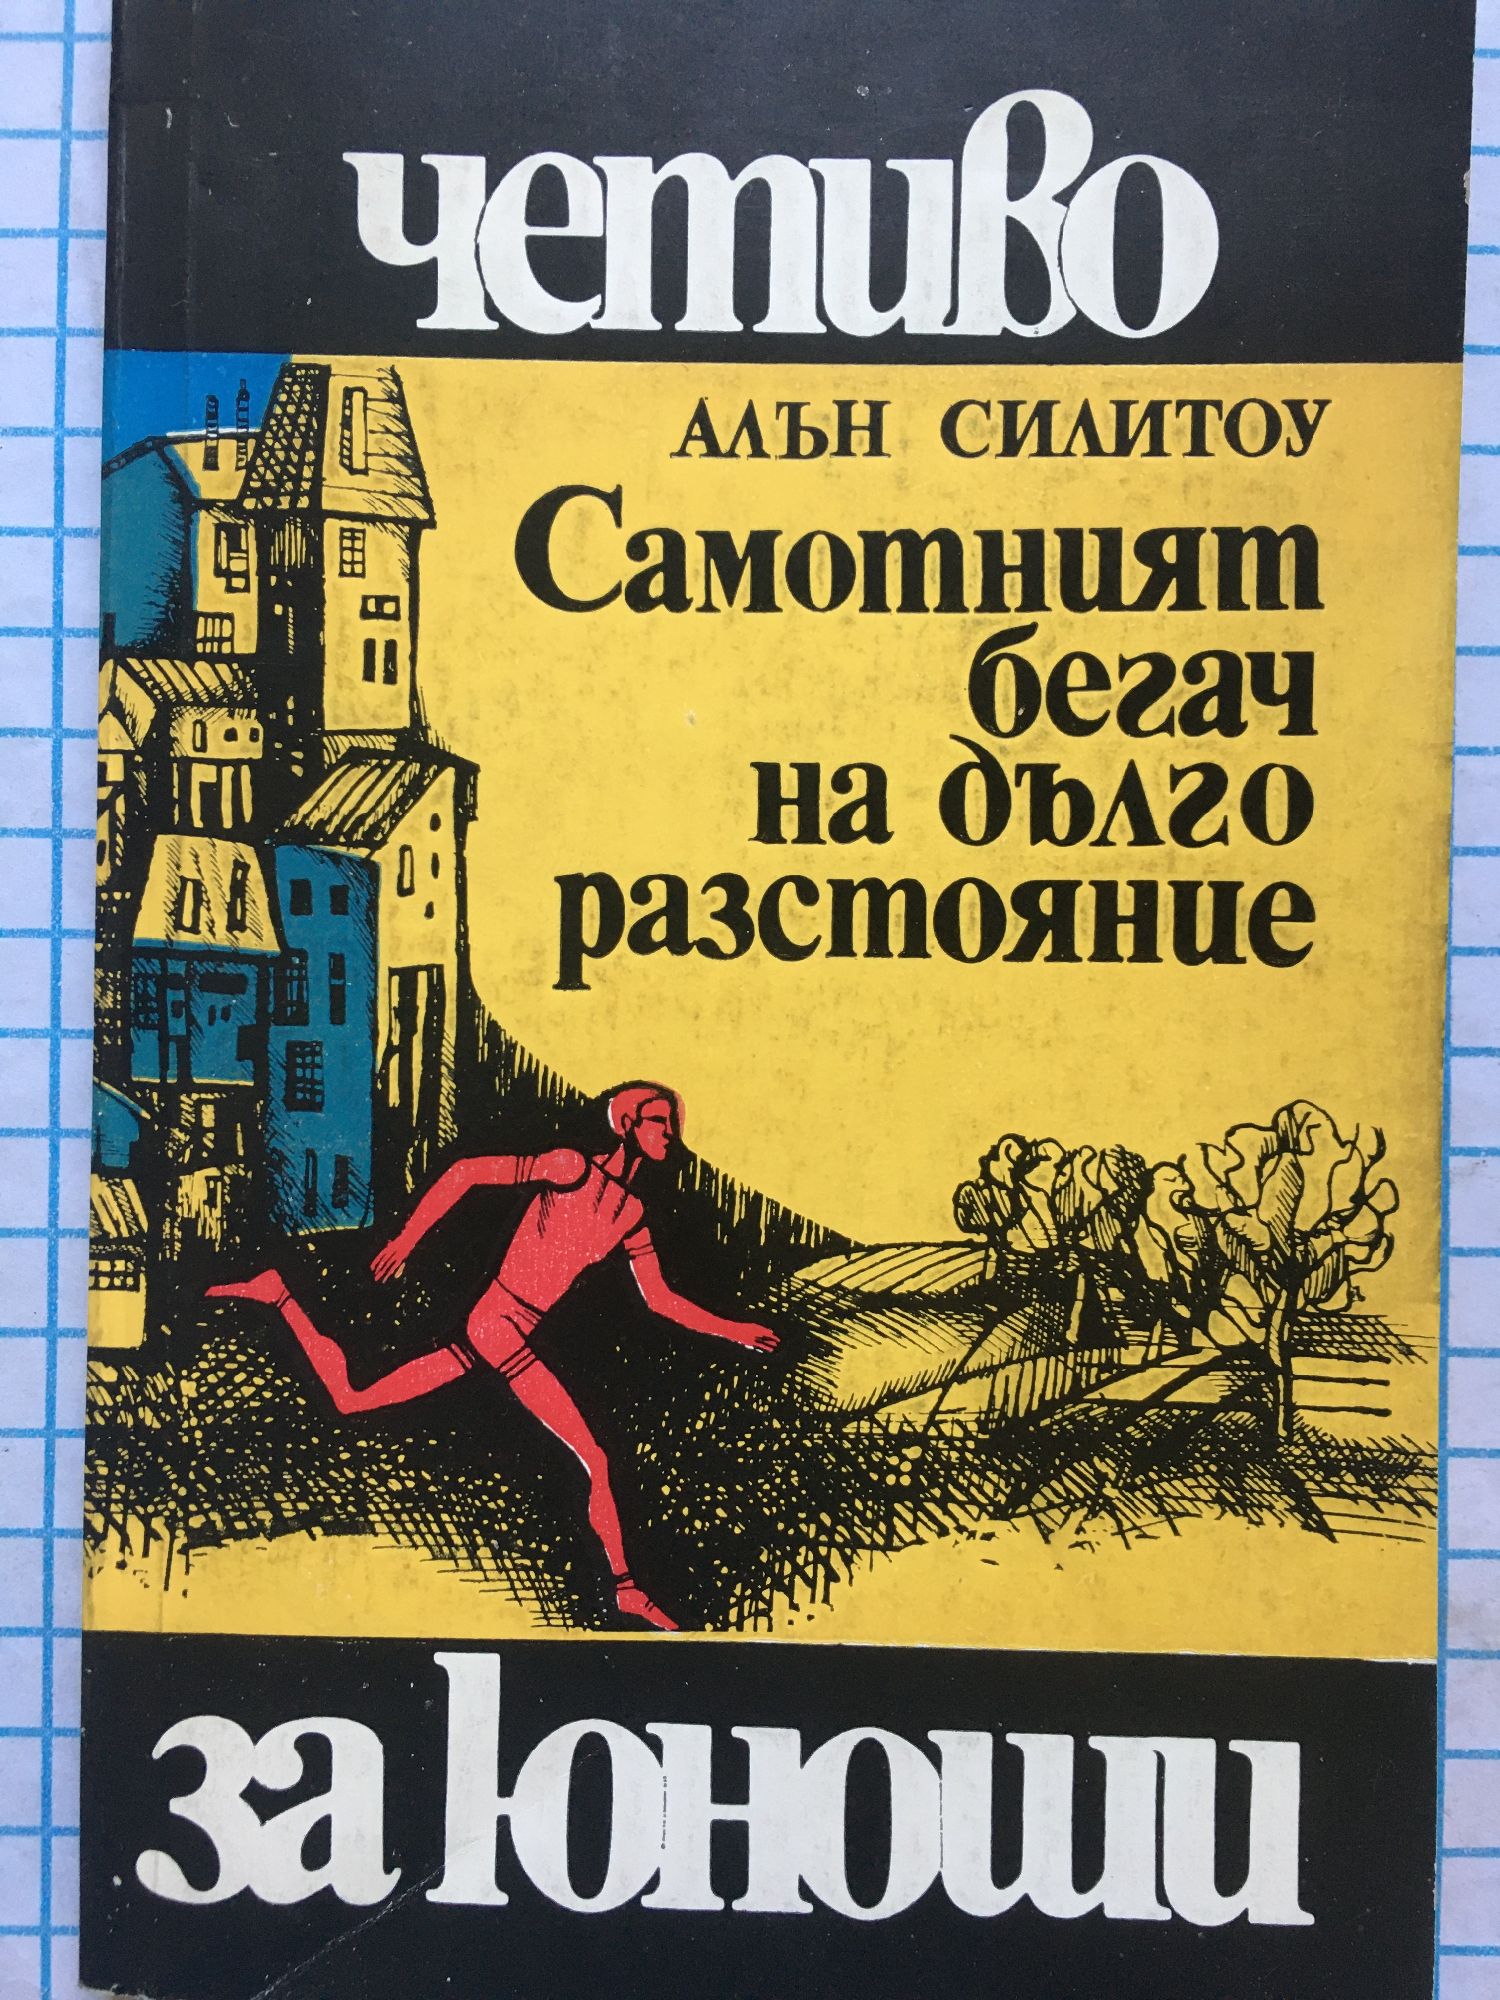 четиво
АЛЪН СИЛИТОУ
Самотният
бегач
на дълго
разстояние
за юноши